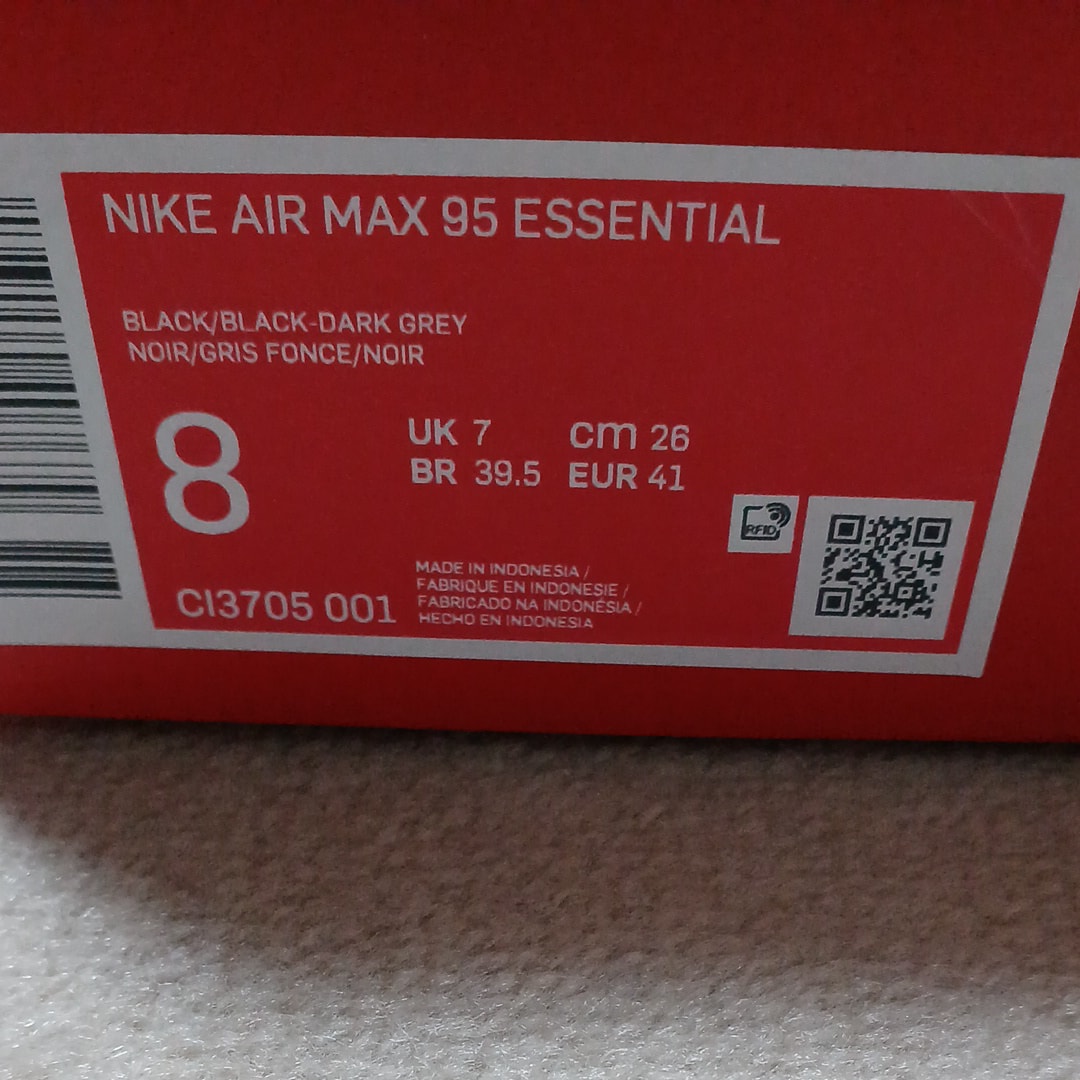 NIKE AIR MAX 95 ESSENTIAL
BLACK/BLACK-DARK GREY
NOIR/GRIS FONCE/NOIR
8
UK 7 cm 26
BR 39.5 EUR 41
CI3705 001
MADE IN INDONESIA /
FABRIQUE EN INDONESIE /
FABRICADO NA INDONÉSIA /
HECHO EN INDONESIA
RFID